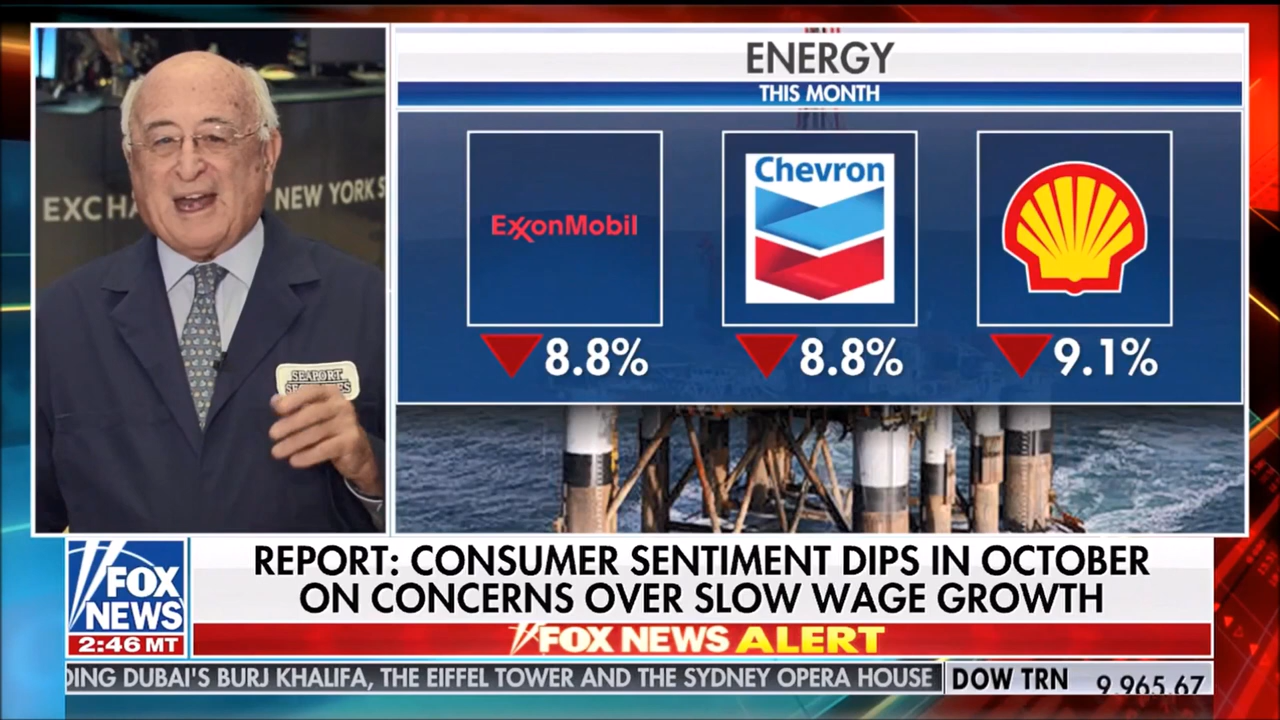 ENERGY
THIS MONTH
EXCHA
NEW YORK S
ExxonMobil
Chevron
8.8%
8.8%
9.1%
SEAPORT
SECURITIES
REPORT: CONSUMER SENTIMENT DIPS IN OCTOBER
ON CONCERNS OVER SLOW WAGE GROWTH
FOX
NEWS
2:46 MT
FOX NEWS ALERT
DING DUBAI'S BURJ KHALIFA, THE EIFFEL TOWER AND THE SYDNEY OPERA HOUSE
DOW TRN 9,965.67